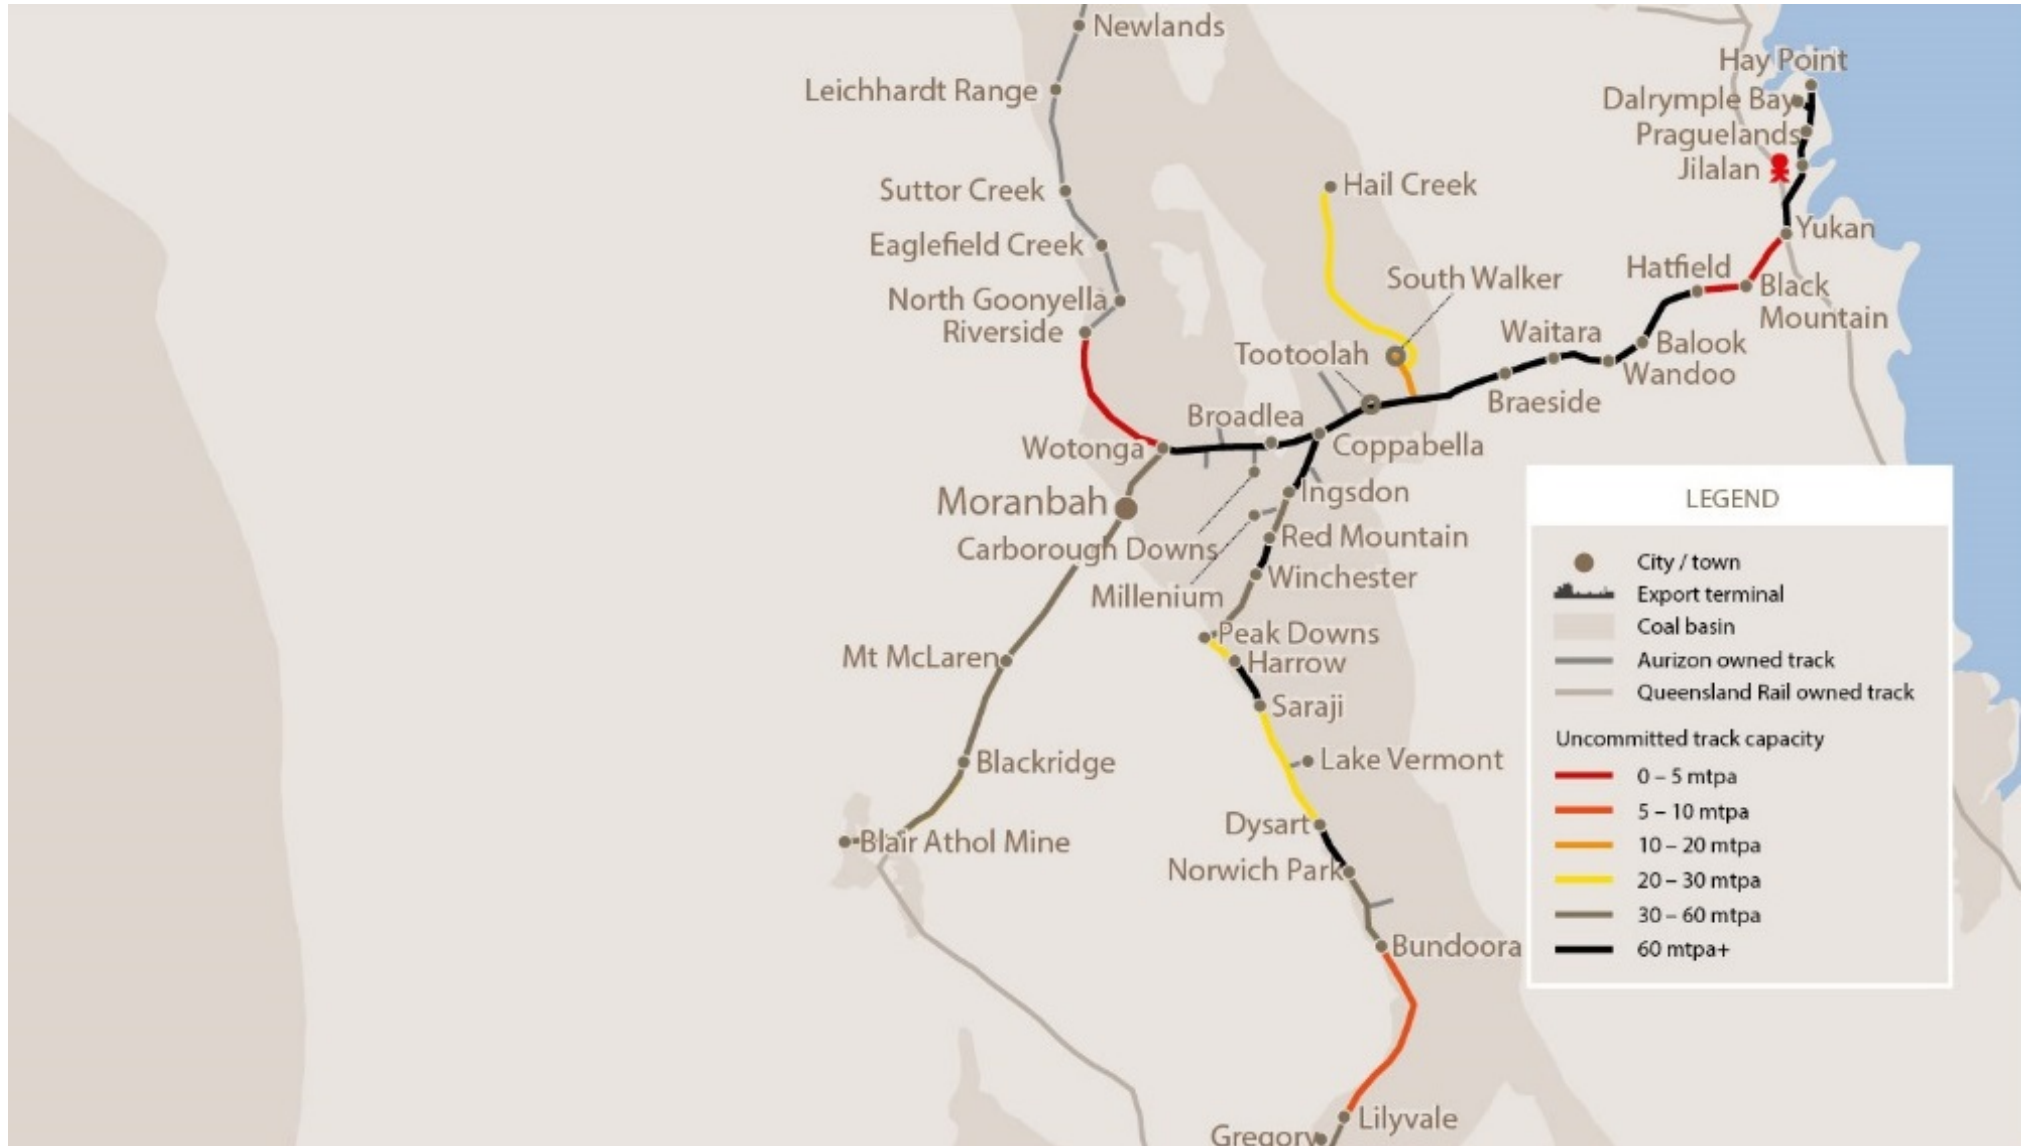 Newlands
Hay Point
Leichhardt Range
Dalrymple Bay
Praguelands
Jilalan
Hail Creek
Suttor Creek
Yukan
Eaglefield Creek
Hatfield
South Walker
North Goonyella
Black
Mountain
Riverside
Waitara
Balook
Tootoolah
Wandoo
Braeside
Broadlea
Wotonga
Coppabella
Moranbah
Ingsdon
Red Mountain
Carborough Downs
Winchester
Millenium
Peak Downs
Mt McLaren
Harrow
Saraji
Blackridge
Lake Vermont
Dysart
Blair Athol Mine
Norwich Park
Bundoora
Lilyvale
Gregory
LEGEND
City / town
Export terminal
Coal basin
Aurizon owned track
Queensland Rail owned track
Uncommitted track capacity
0 – 5 mtpa
5 – 10 mtpa
10 – 20 mtpa
20 – 30 mtpa
30 – 60 mtpa
60 mtpa+